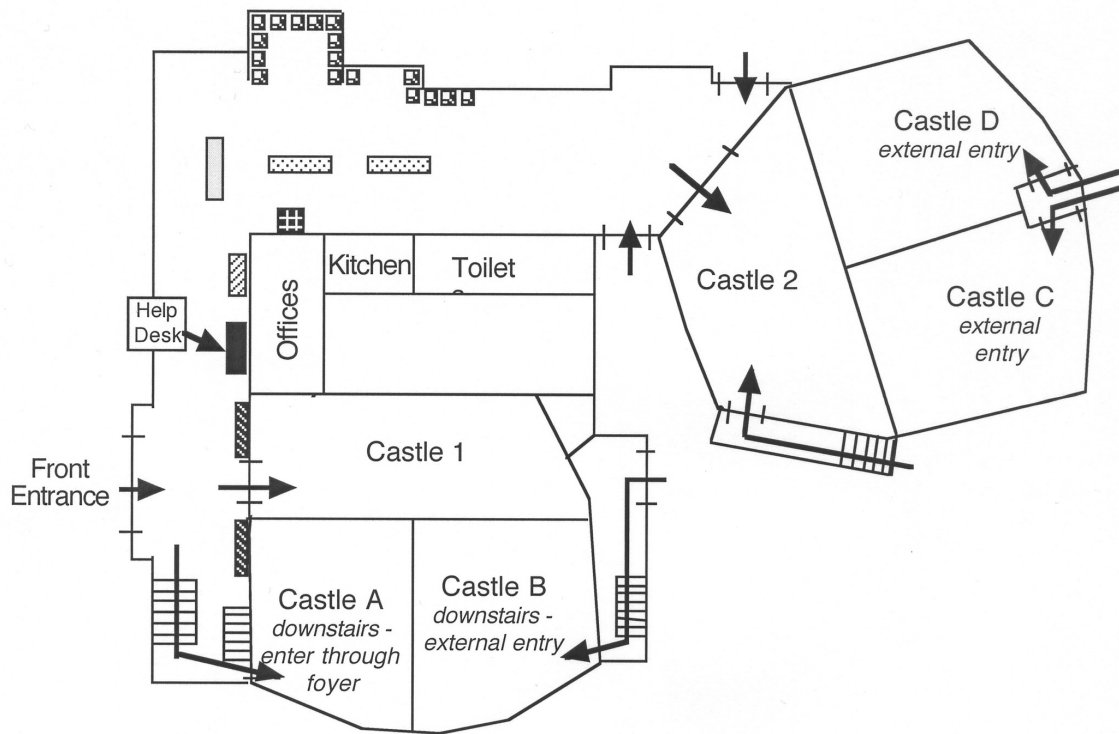 Castle D
external entry
Kitchen
Toilet
Castle 2
Castle C
external
entry
Help
Desk
Offices
Castle 1
Front
Entrance
Castle A
downstairs -
enter through
foyer
Castle B
downstairs -
external entry